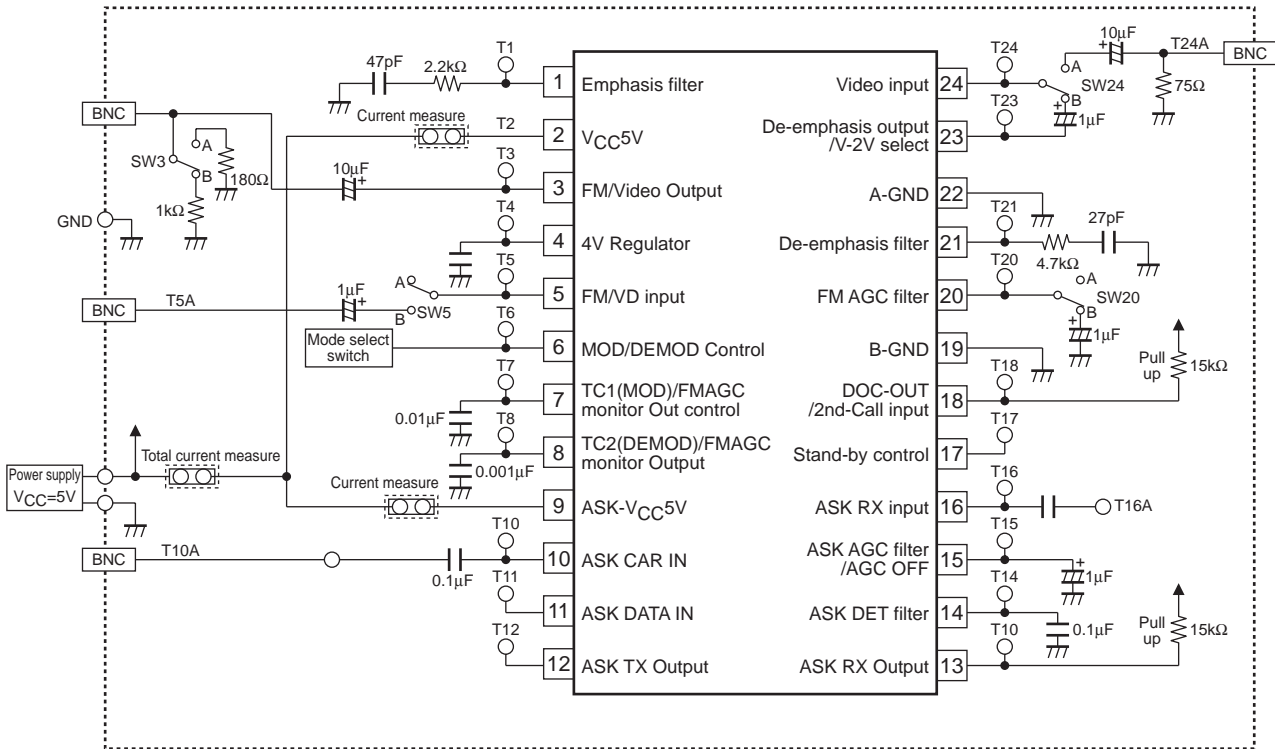 47pF
2.2kΩ
T1
1
Emphasis filter
BNC
Current measure
T2
2
VCC5V
SW3
A
B
180Ω
1kΩ
10μF
+
T3
3
FM/Video Output
GND
T4
4
4V Regulator
BNC
T5A
1μF
+
A
B
SW5
T5
5
FM/VD input
Mode select
switch
T6
6
MOD/DEMOD Control
0.01μF
T7
7
TC1(MOD)/FMAGC
monitor Out control
0.001μF
T8
8
TC2(DEMOD)/FMAGC
monitor Output
Power supply
VCC=5V
Total current measure
Current measure
9
ASK-VCC5V
BNC
T10A
0.1μF
T10
10
ASK CAR IN
T11
11
ASK DATA IN
T12
12
ASK TX Output
Video input
24
T24
A
B
SW24
+
10μF
T24A
BNC
75Ω
De-emphasis output
/V-2V select
23
T23
+
1μF
A-GND
22
De-emphasis filter
21
T21
4.7kΩ
27pF
FM AGC filter
20
T20
A
B
SW20
+
1μF
B-GND
19
DOC-OUT
/2nd-Call input
18
T18
Pull
up
15kΩ
Stand-by control
17
T17
ASK RX input
16
T16
T16A
ASK AGC filter
/AGC OFF
15
T15
+
1μF
ASK DET filter
14
T14
0.1μF
ASK RX Output
13
T10
Pull
up
15kΩ